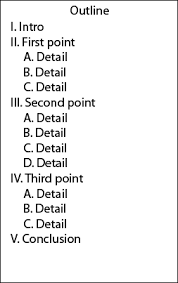 Outline
I. Intro
II. First point
A. Detail
B. Detail
C. Detail
III. Second point
A. Detail
B. Detail
C. Detail
D. Detail
IV. Third point
A. Detail
B. Detail
C. Detail
V. Conclusion